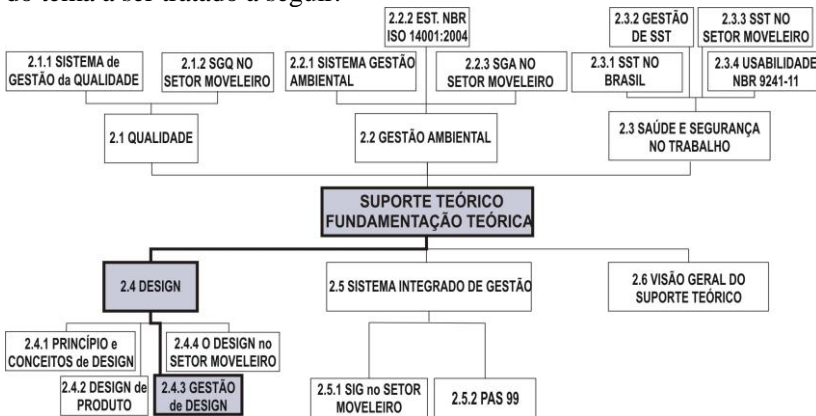 do tema a ser tratado a seguir.
2.2.2 EST. NBR
ISO 14001:2004
2.3.2 GESTÃO
DE SST
2.3.3 SST NO
SETOR MOVELEIRO
2.1.1 SISTEMA de
GESTÃO da QUALIDADE
2.1.2 SGQ NO
SETOR MOVELEIRO
2.2.1 SISTEMA GESTÃO
AMBIENTAL
2.2.3 SGA NO
SETOR MOVELEIRO
2.3.1 SST NO
BRASIL
2.3.4 USABILIDADE
NBR 9241-11
2.1 QUALIDADE
2.2 GESTÃO AMBIENTAL
2.3 SAÚDE E SEGURANÇA
NO TRABALHO
SUPORTE TEÓRICO
FUNDAMENTAÇÃO TEÓRICA
2.4 DESIGN
2.5 SISTEMA INTEGRADO DE GESTÃO
2.6 VISÃO GERAL DO
SUPORTE TEÓRICO
2.4.1 PRINCÍPIO e
CONCEITOS de DESIGN
2.4.4 O DESIGN no
SETOR MOVELEIRO
2.4.2 DESIGN de
PRODUTO
2.4.3 GESTÃO
de DESIGN
2.5.1 SIG no SETOR
MOVELEIRO
2.5.2 PAS 99